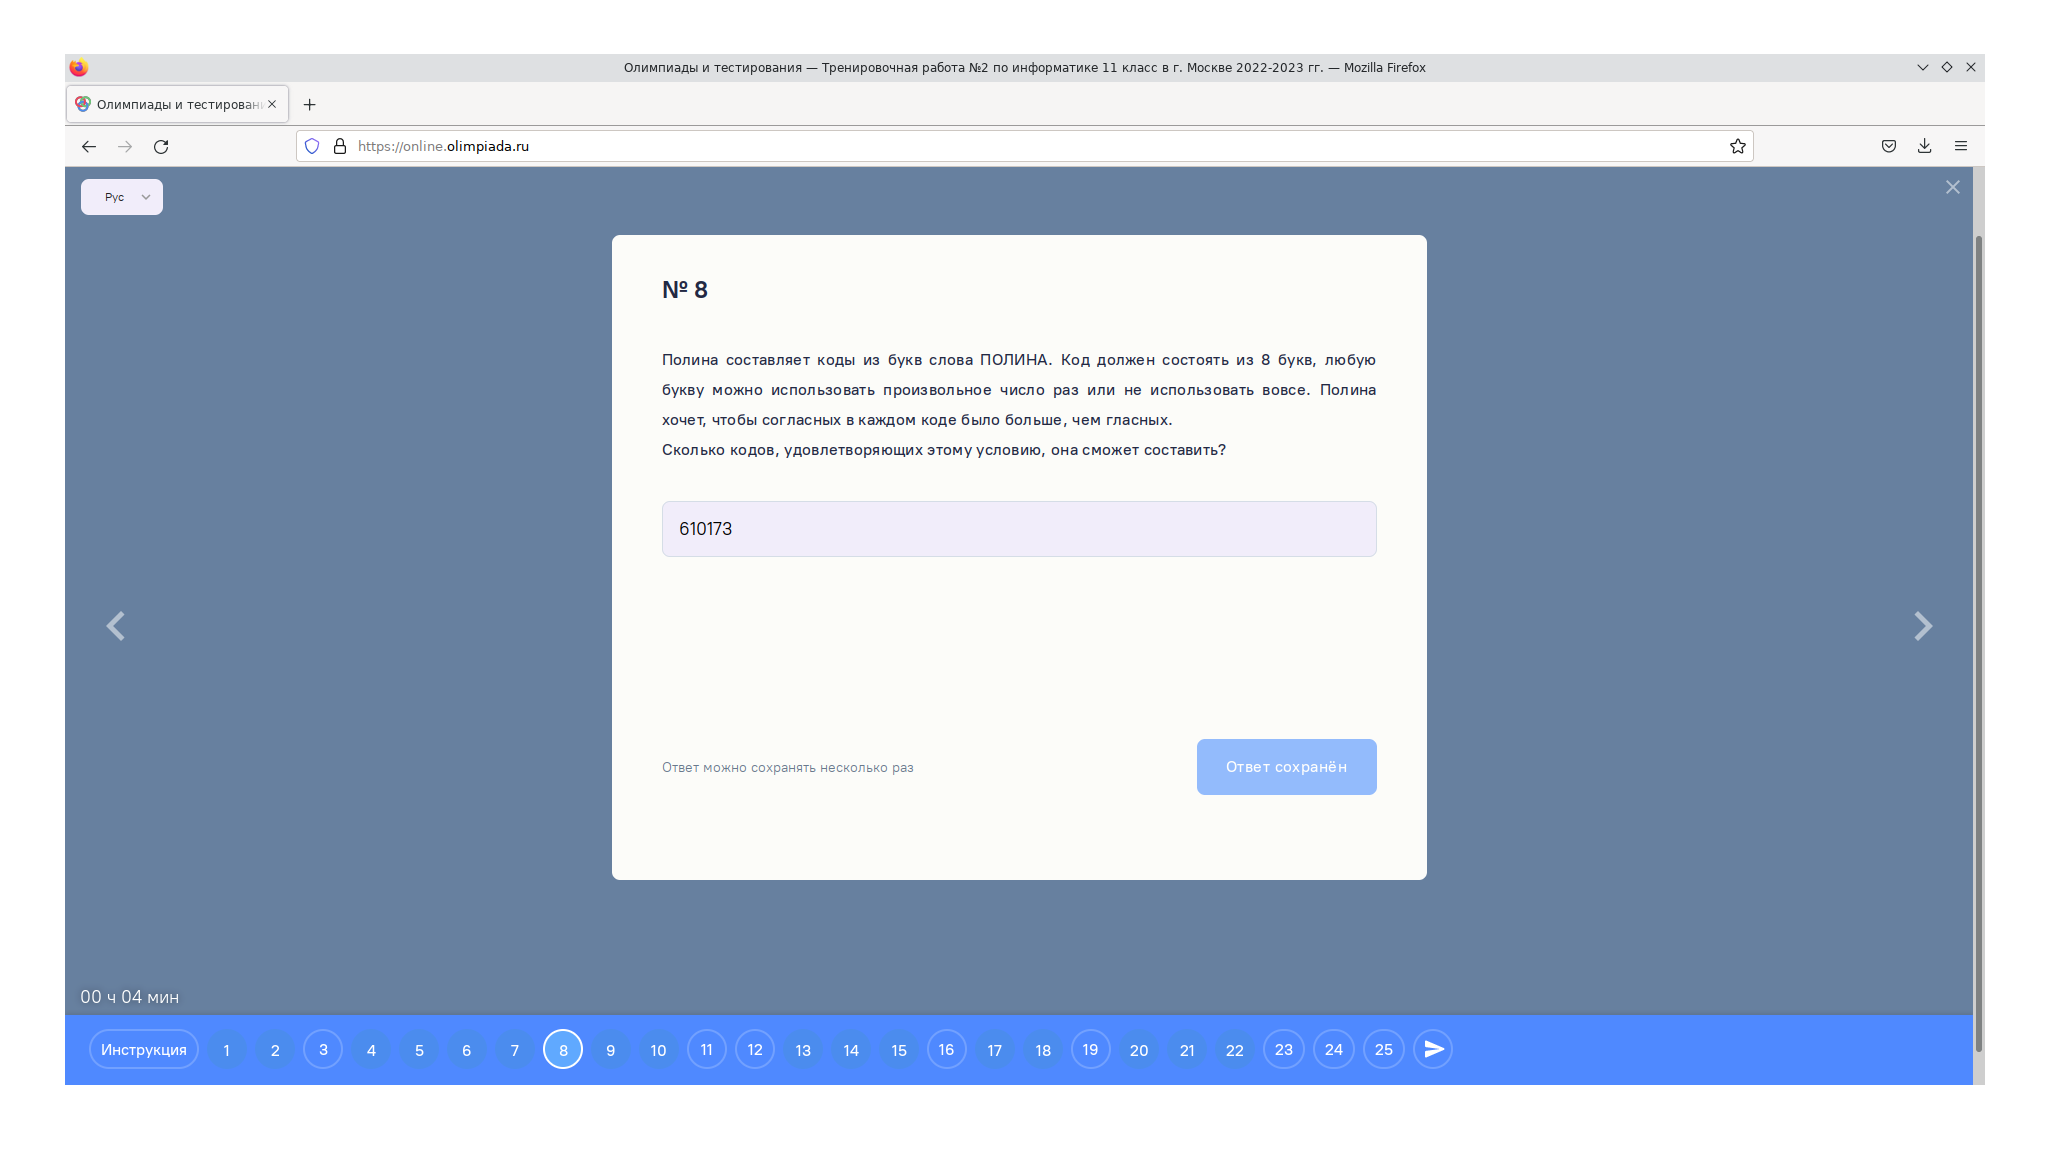 Олимпиады и тестирования — Тренировочная работа №2 по информатике 11 класс в г. Москве 2022-2023 гг. — Mozilla Firefox
Олимпиады и тестирован
https://online.olimpiada.ru
Рус
№ 8
Полина составляет коды из букв слова ПОЛИНА. Код должен состоять из 8 букв, любую
букву можно использовать произвольное число раз или не использовать вовсе. Полина
хочет, чтобы согласных в каждом коде было больше, чем гласных.
Сколько кодов, удовлетворяющих этому условию, она сможет составить?
610173
Ответ можно сохранять несколько раз
Ответ сохранён
00 ч 04 мин
Инструкция 1 2 3 4 5 6 7 8 9 10 11 12 13 14 15 16 17 18 19 20 21 22 23 24 25